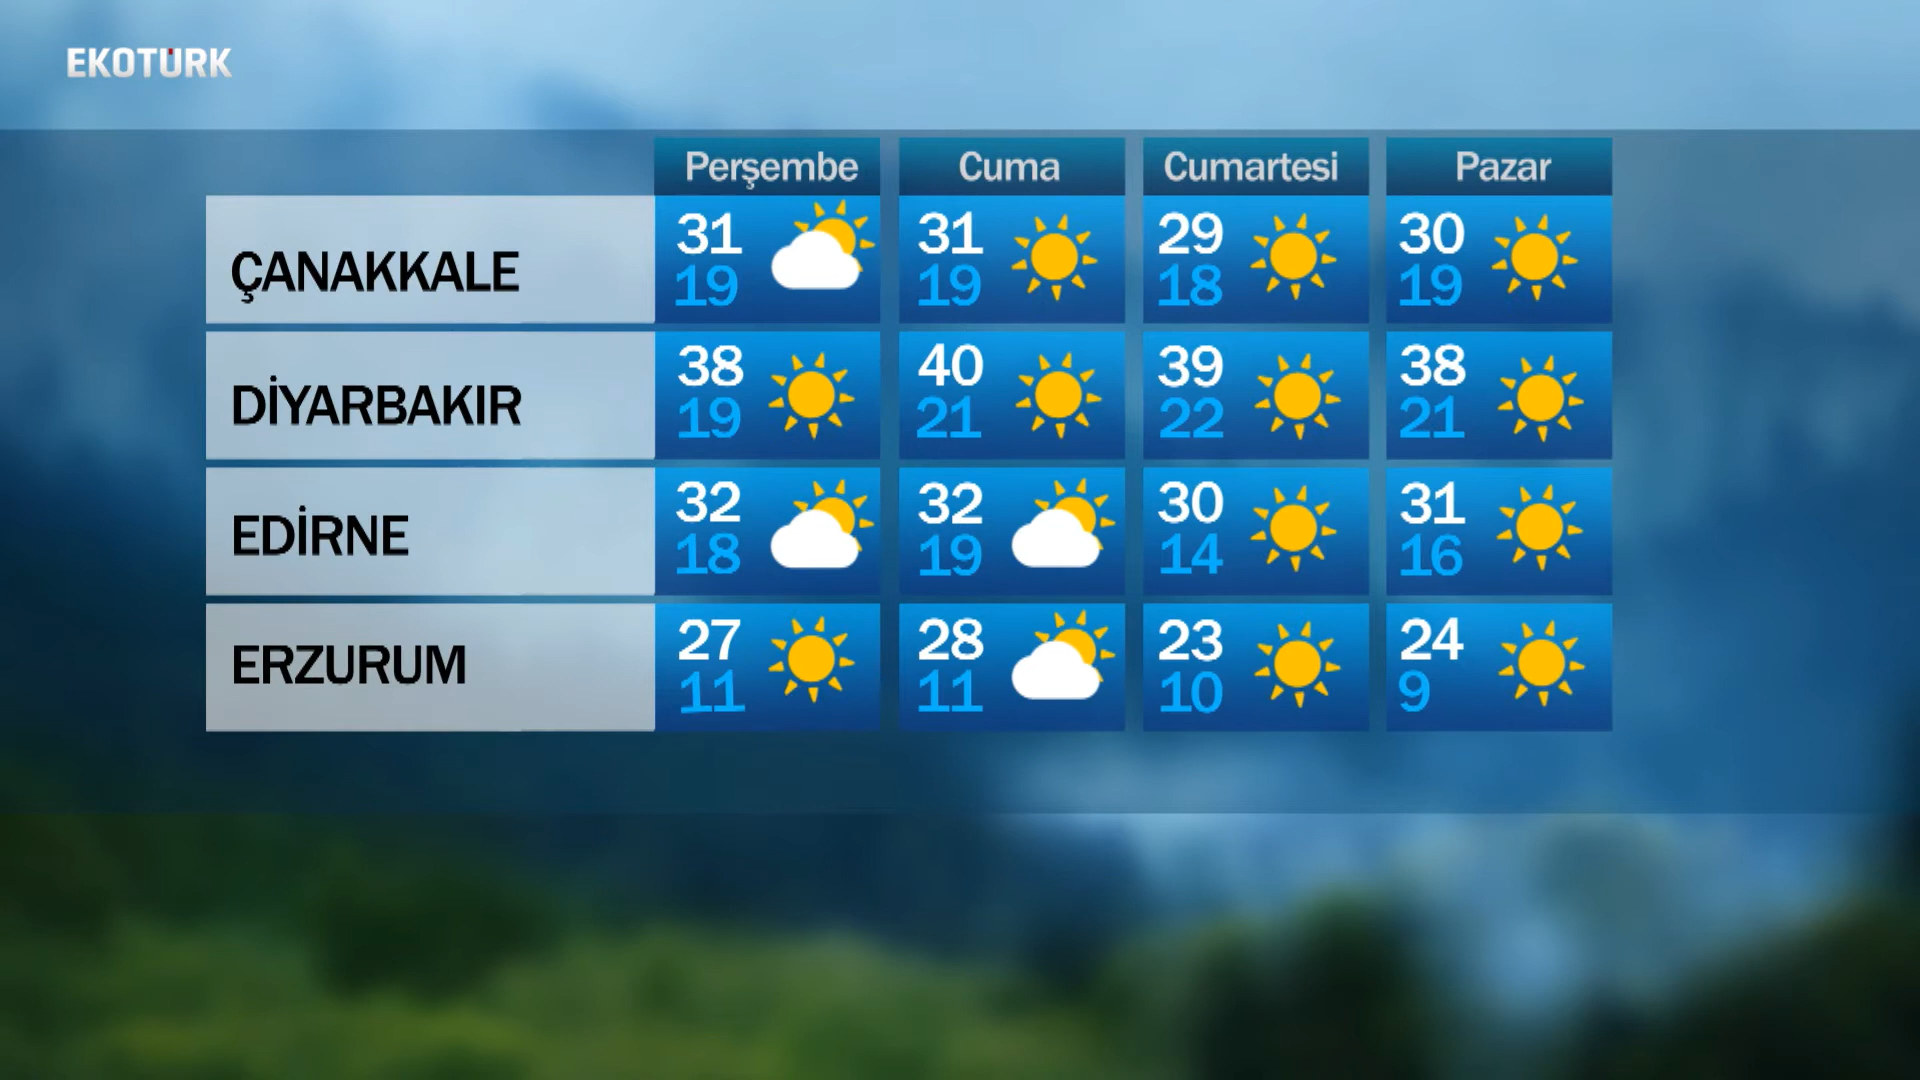 EKOTÜRK
Perşembe Cuma Cumartesi Pazar
ÇANAKKALE 31 19 31 19 29 18 30 19
DİYARBAKIR 38 19 40 21 39 22 38 21
EDİRNE 32 18 32 19 30 14 31 16
ERZURUM 27 11 28 11 23 10 24 9